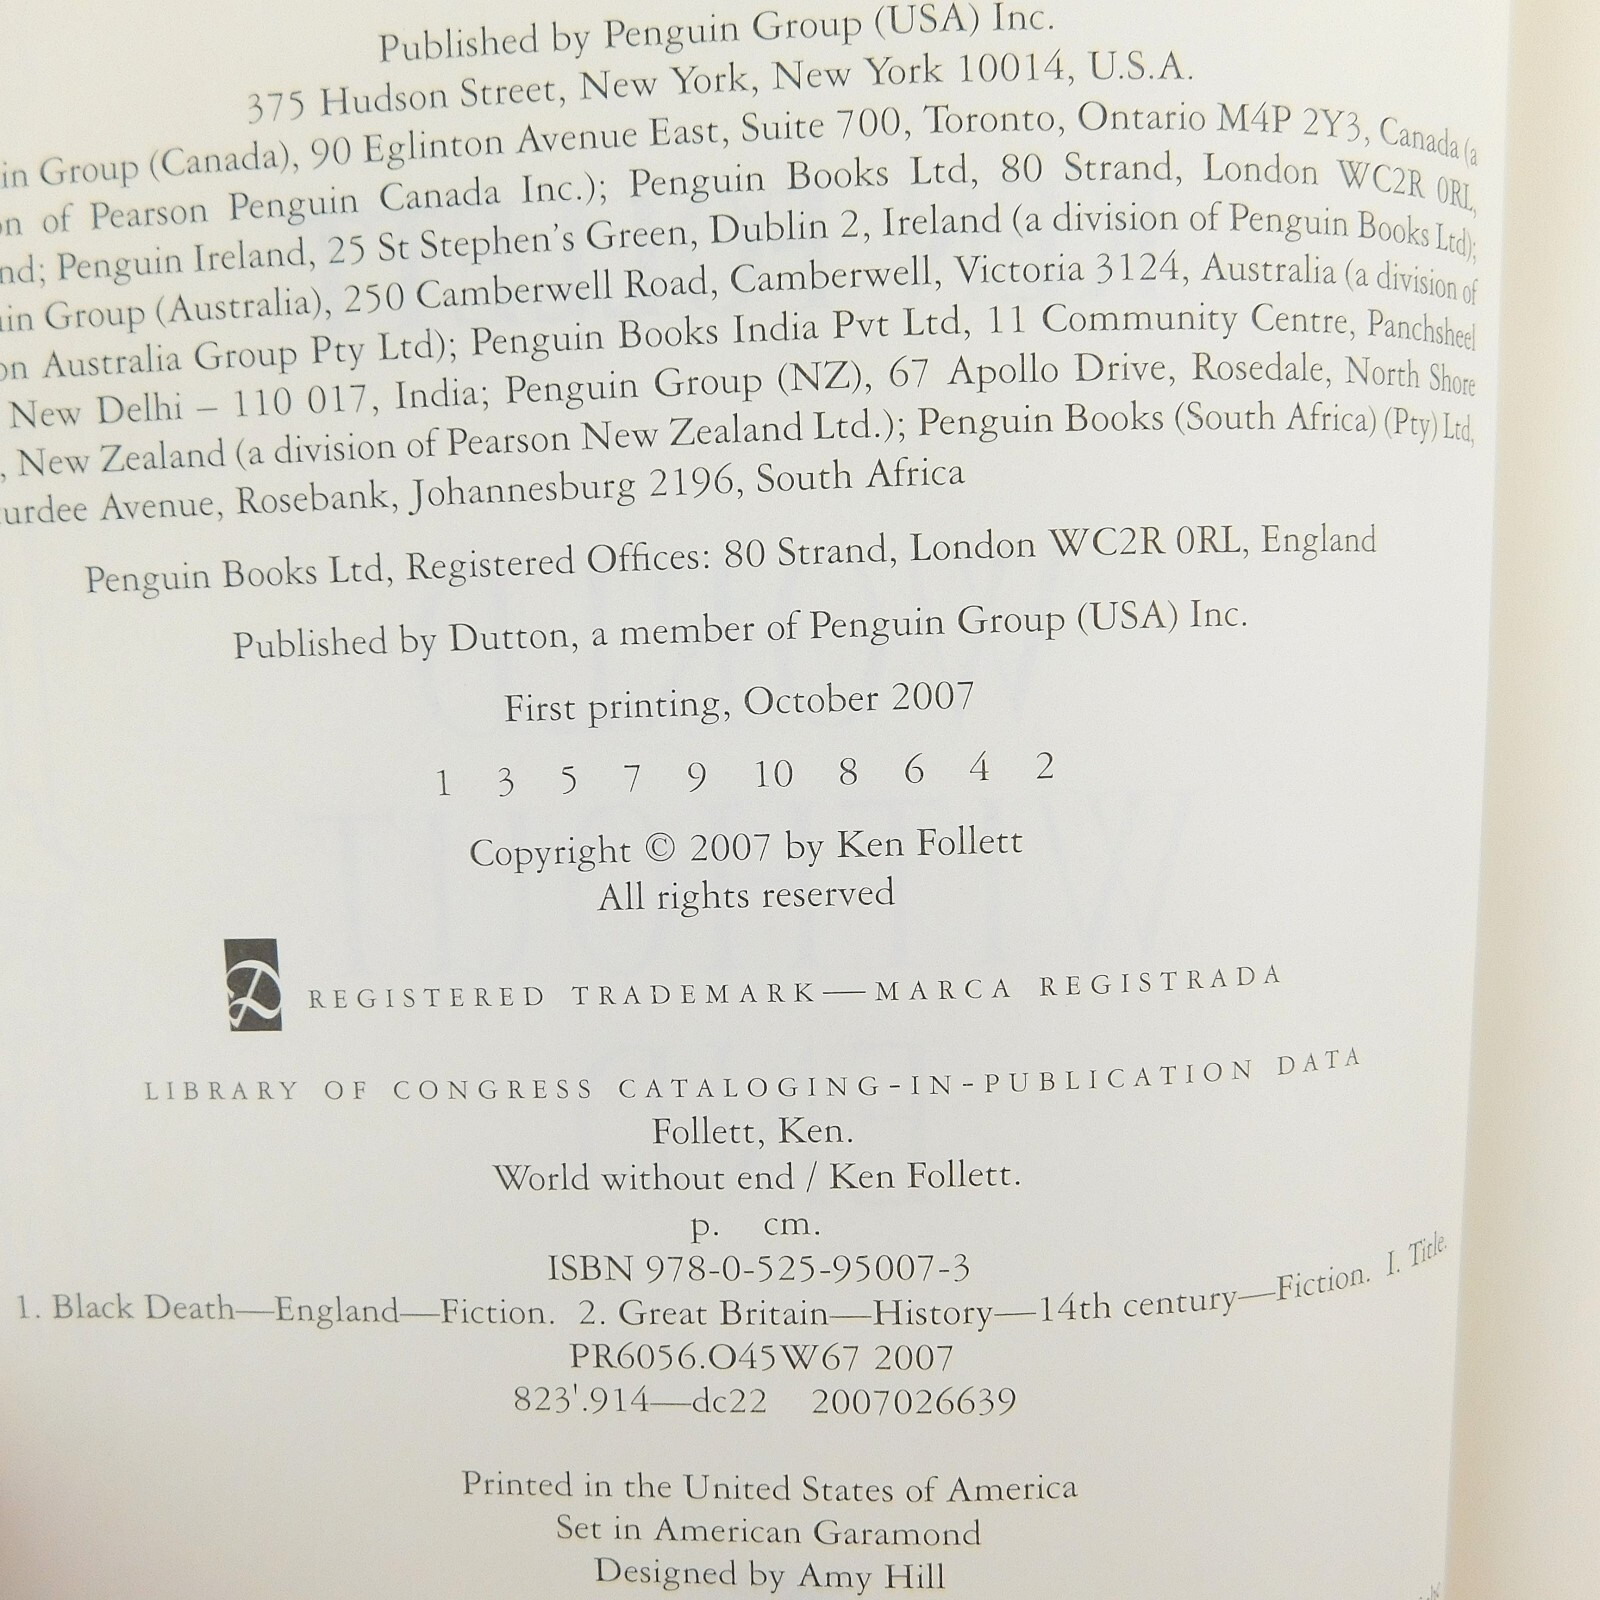 Published by Penguin Group (USA) Inc.
375 Hudson Street, New York, New York 10014, U.S.A.
in Group (Canada), 90 Eglinton Avenue East, Suite 700, Toronto, Ontario M4P 2Y3, Canada (a
on of Pearson Penguin Canada Inc.); Penguin Books Ltd, 80 Strand, London WC2R 0RL,
nd; Penguin Ireland, 25 St Stephen's Green, Dublin 2, Ireland (a division of Penguin Books Ltd);
in Group (Australia), 250 Camberwell Road, Camberwell, Victoria 3124, Australia (a division of
on Australia Group Pty Ltd); Penguin Books India Pvt Ltd, 11 Community Centre, Panchsheel
New Delhi – 110 017, India; Penguin Group (NZ), 67 Apollo Drive, Rosedale, North Shore
, New Zealand (a division of Pearson New Zealand Ltd.); Penguin Books (South Africa) (Pty) Ltd,
urdee Avenue, Rosebank, Johannesburg 2196, South Africa
Penguin Books Ltd, Registered Offices: 80 Strand, London WC2R 0RL, England
Published by Dutton, a member of Penguin Group (USA) Inc.
First printing, October 2007
1 3 5 7 9 10 8 6 4 2
Copyright © 2007 by Ken Follett
All rights reserved
D REGISTERED TRADEMARK—MARCA REGISTRADA
LIBRARY OF CONGRESS CATALOGING-IN-PUBLICATION DATA
Follett, Ken.
World without end / Ken Follett.
p. cm.
ISBN 978-0-525-95007-3
1. Black Death—England—Fiction. 2. Great Britain—History—14th century—Fiction. I. Title.
PR6056.O45W67 2007
823'.914—dc22 2007026639
Printed in the United States of America
Set in American Garamond
Designed by Amy Hill